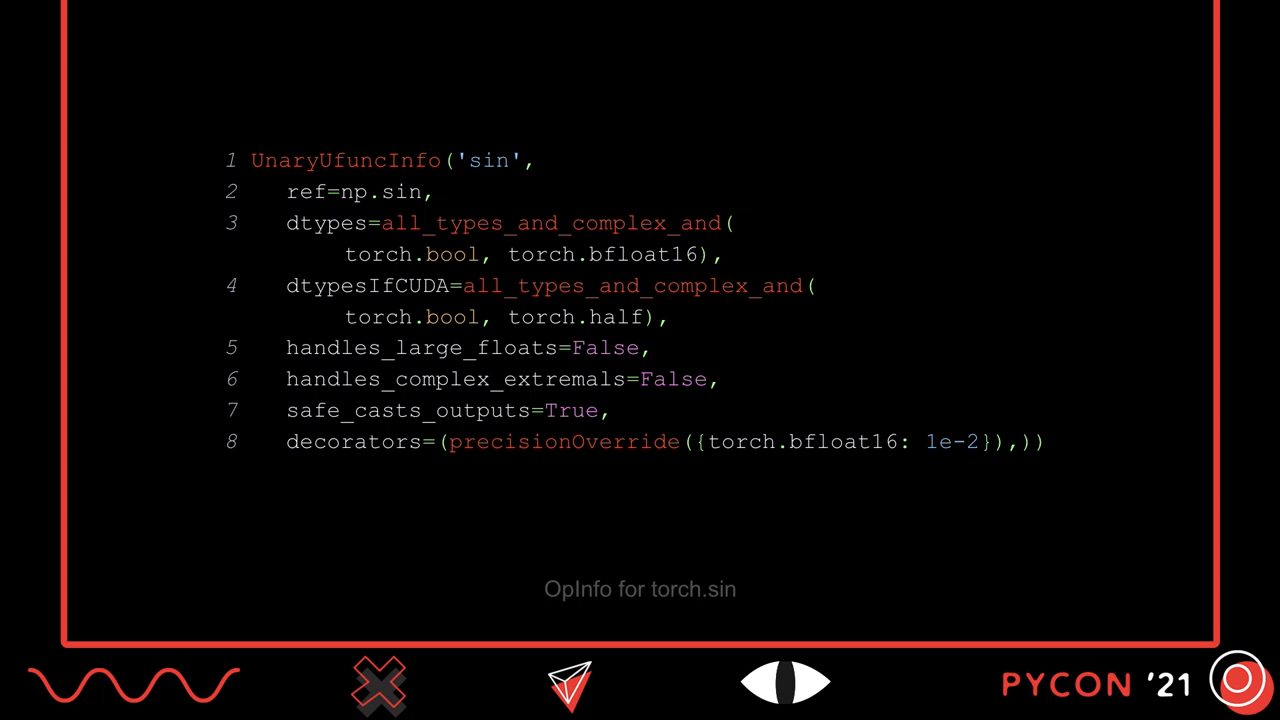 1 UnaryUfuncInfo('sin',
2 ref=np.sin,
3 dtypes=all_types_and_complex_and(
torch.bool, torch.bfloat16),
4 dtypesIfCUDA=all_types_and_complex_and(
torch.bool, torch.half),
5 handles_large_floats=False,
6 handles_complex_extremals=False,
7 safe_casts_outputs=True,
8 decorators=(precisionOverride({torch.bfloat16: 1e-2}),))
OpInfo for torch.sin
PYCON '21